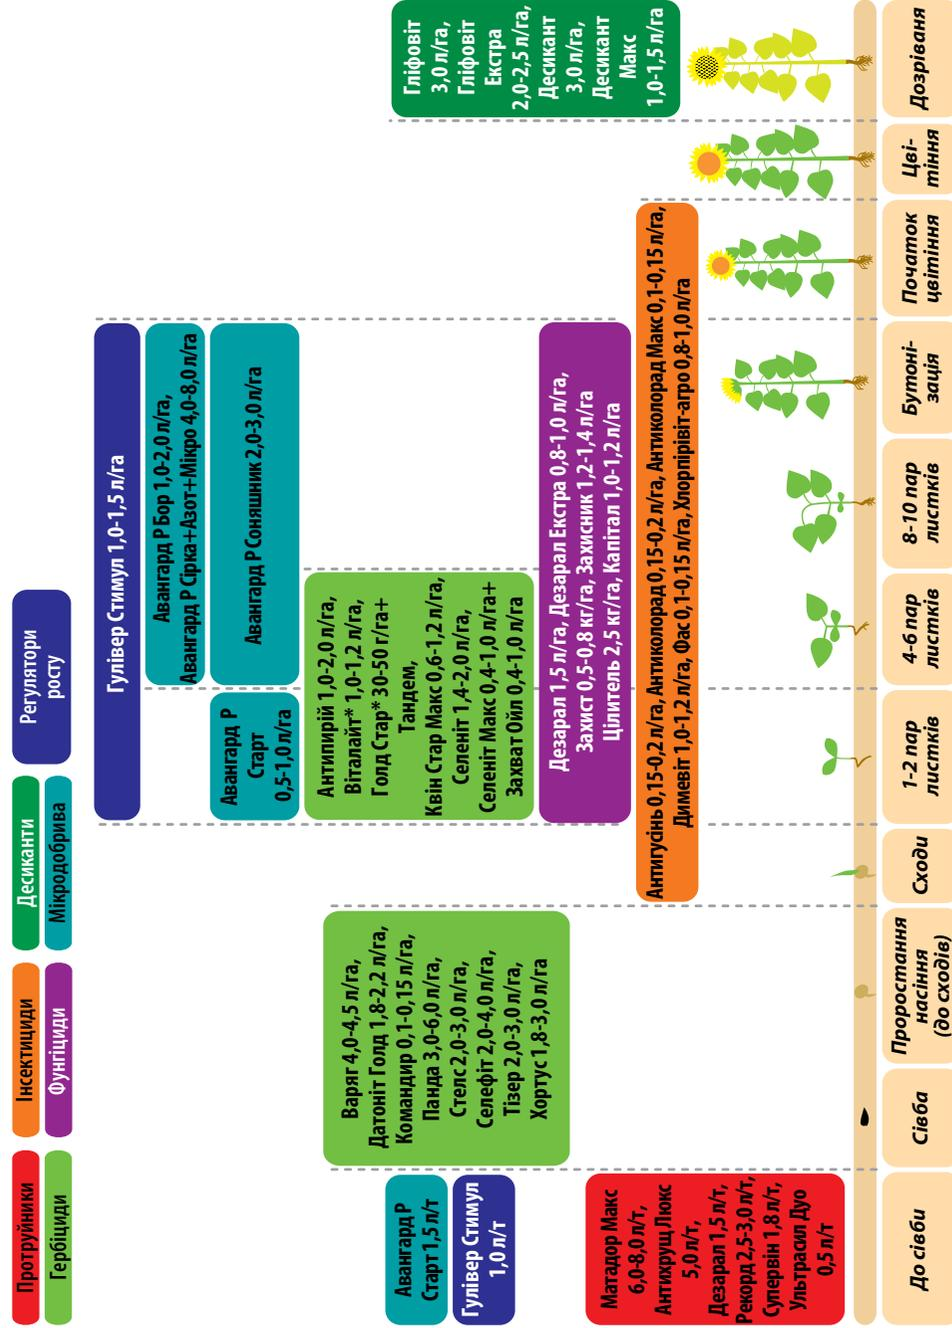 Протруйники
Інсектициди
Десиканти
Регулятори
росту
Гербіциди
Фунгіциди
Мікродобрива
Гулівер Стимул 1,0-1,5 л/га
Авангард Р Бор 1,0-2,0 л/га,
Авангард Р Сірка+Азот+Мікро 4,0-8,0 л/га
Авангард Р
Старт
0,5-1,0 л/га
Авангард Р Соняшник 2,0-3,0 л/га
Антипирій 1,0-2,0 л/га,
Віталайт* 1,0-1,2 л/га,
Голд Стар* 30-50 г/га+
Тандем,
Квін Стар Макс 0,6-1,2 л/га,
Селеніт 1,4-2,0 л/га,
Селеніт Макс 0,4-1,0 л/га+
Захват Ойл 0,4-1,0 л/га
Варяг 4,0-4,5 л/га,
Датоніт Голд 1,8-2,2 л/га,
Командир 0,1-0,15 л/га,
Панда 3,0-6,0 л/га,
Стелс 2,0-3,0 л/га,
Селефіт 2,0-4,0 л/га,
Тізер 2,0-3,0 л/га,
Хортус 1,8-3,0 л/га
Авангард Р
Старт 1,5 л/т
Гулівер Стимул
1,0 л/т
Гліфовіт
3,0 л/га,
Гліфовіт
Екстра
2,0-2,5 л/га,
Десикант
3,0 л/га,
Десикант
Макс
1,0-1,5 л/га
Дезарал 1,5 л/га, Дезарал Екстра 0,8-1,0 л/га,
Захист 0,5-0,8 кг/га, Захисник 1,2-1,4 л/га
Цілитель 2,5 кг/га, Капітал 1,0-1,2 л/га
Матадор Макс
6,0-8,0 л/т,
Антихрущ Люкс
5,0 л/т,
Дезарал 1,5 л/т,
Рекорд 2,5-3,0 л/т,
Супервін 1,8 л/т,
Ультрасил Дуо
0,5 л/т
Антигусінь 0,15-0,2 л/га, Антиколорад 0,15-0,2 л/га, Антиколорад Макс 0,1-0,15 л/га,
Димевіт 1,0-1,2 л/га, Фас 0,1-0,15 л/га, Хлорпірівіт-агро 0,8-1,0 л/га
До сівби
Сівба
Проростання
насіння
(до сходів)
Сходи
1-2 пар
листків
4-6 пар
листків
8-10 пар
листків
Бутоні-
зація
Початок
цвітіння
Цві-
тіння
Дозріваня